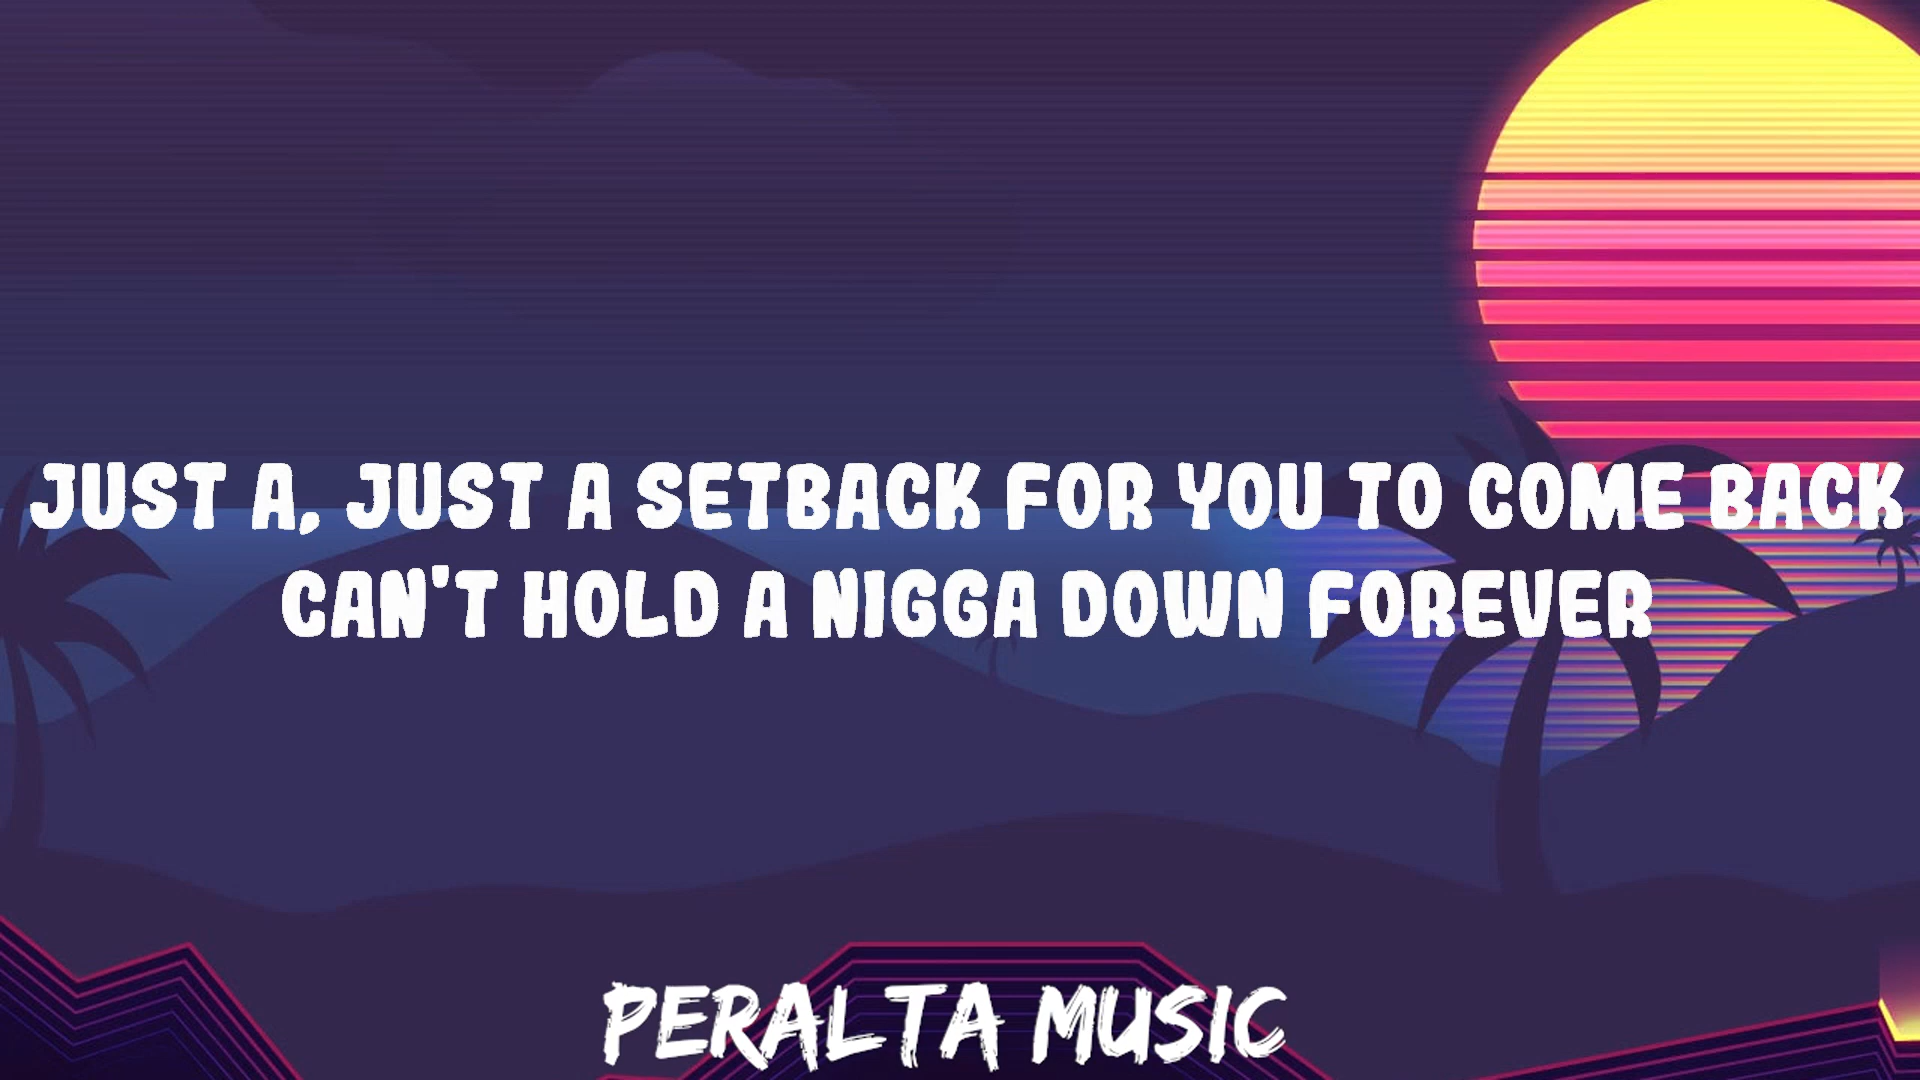 JUST A, JUST A SETBACK FOR YOU TO COME BACK
CAN'T HOLD A NIGGA DOWN FOREVER
PERALTA MUSIC